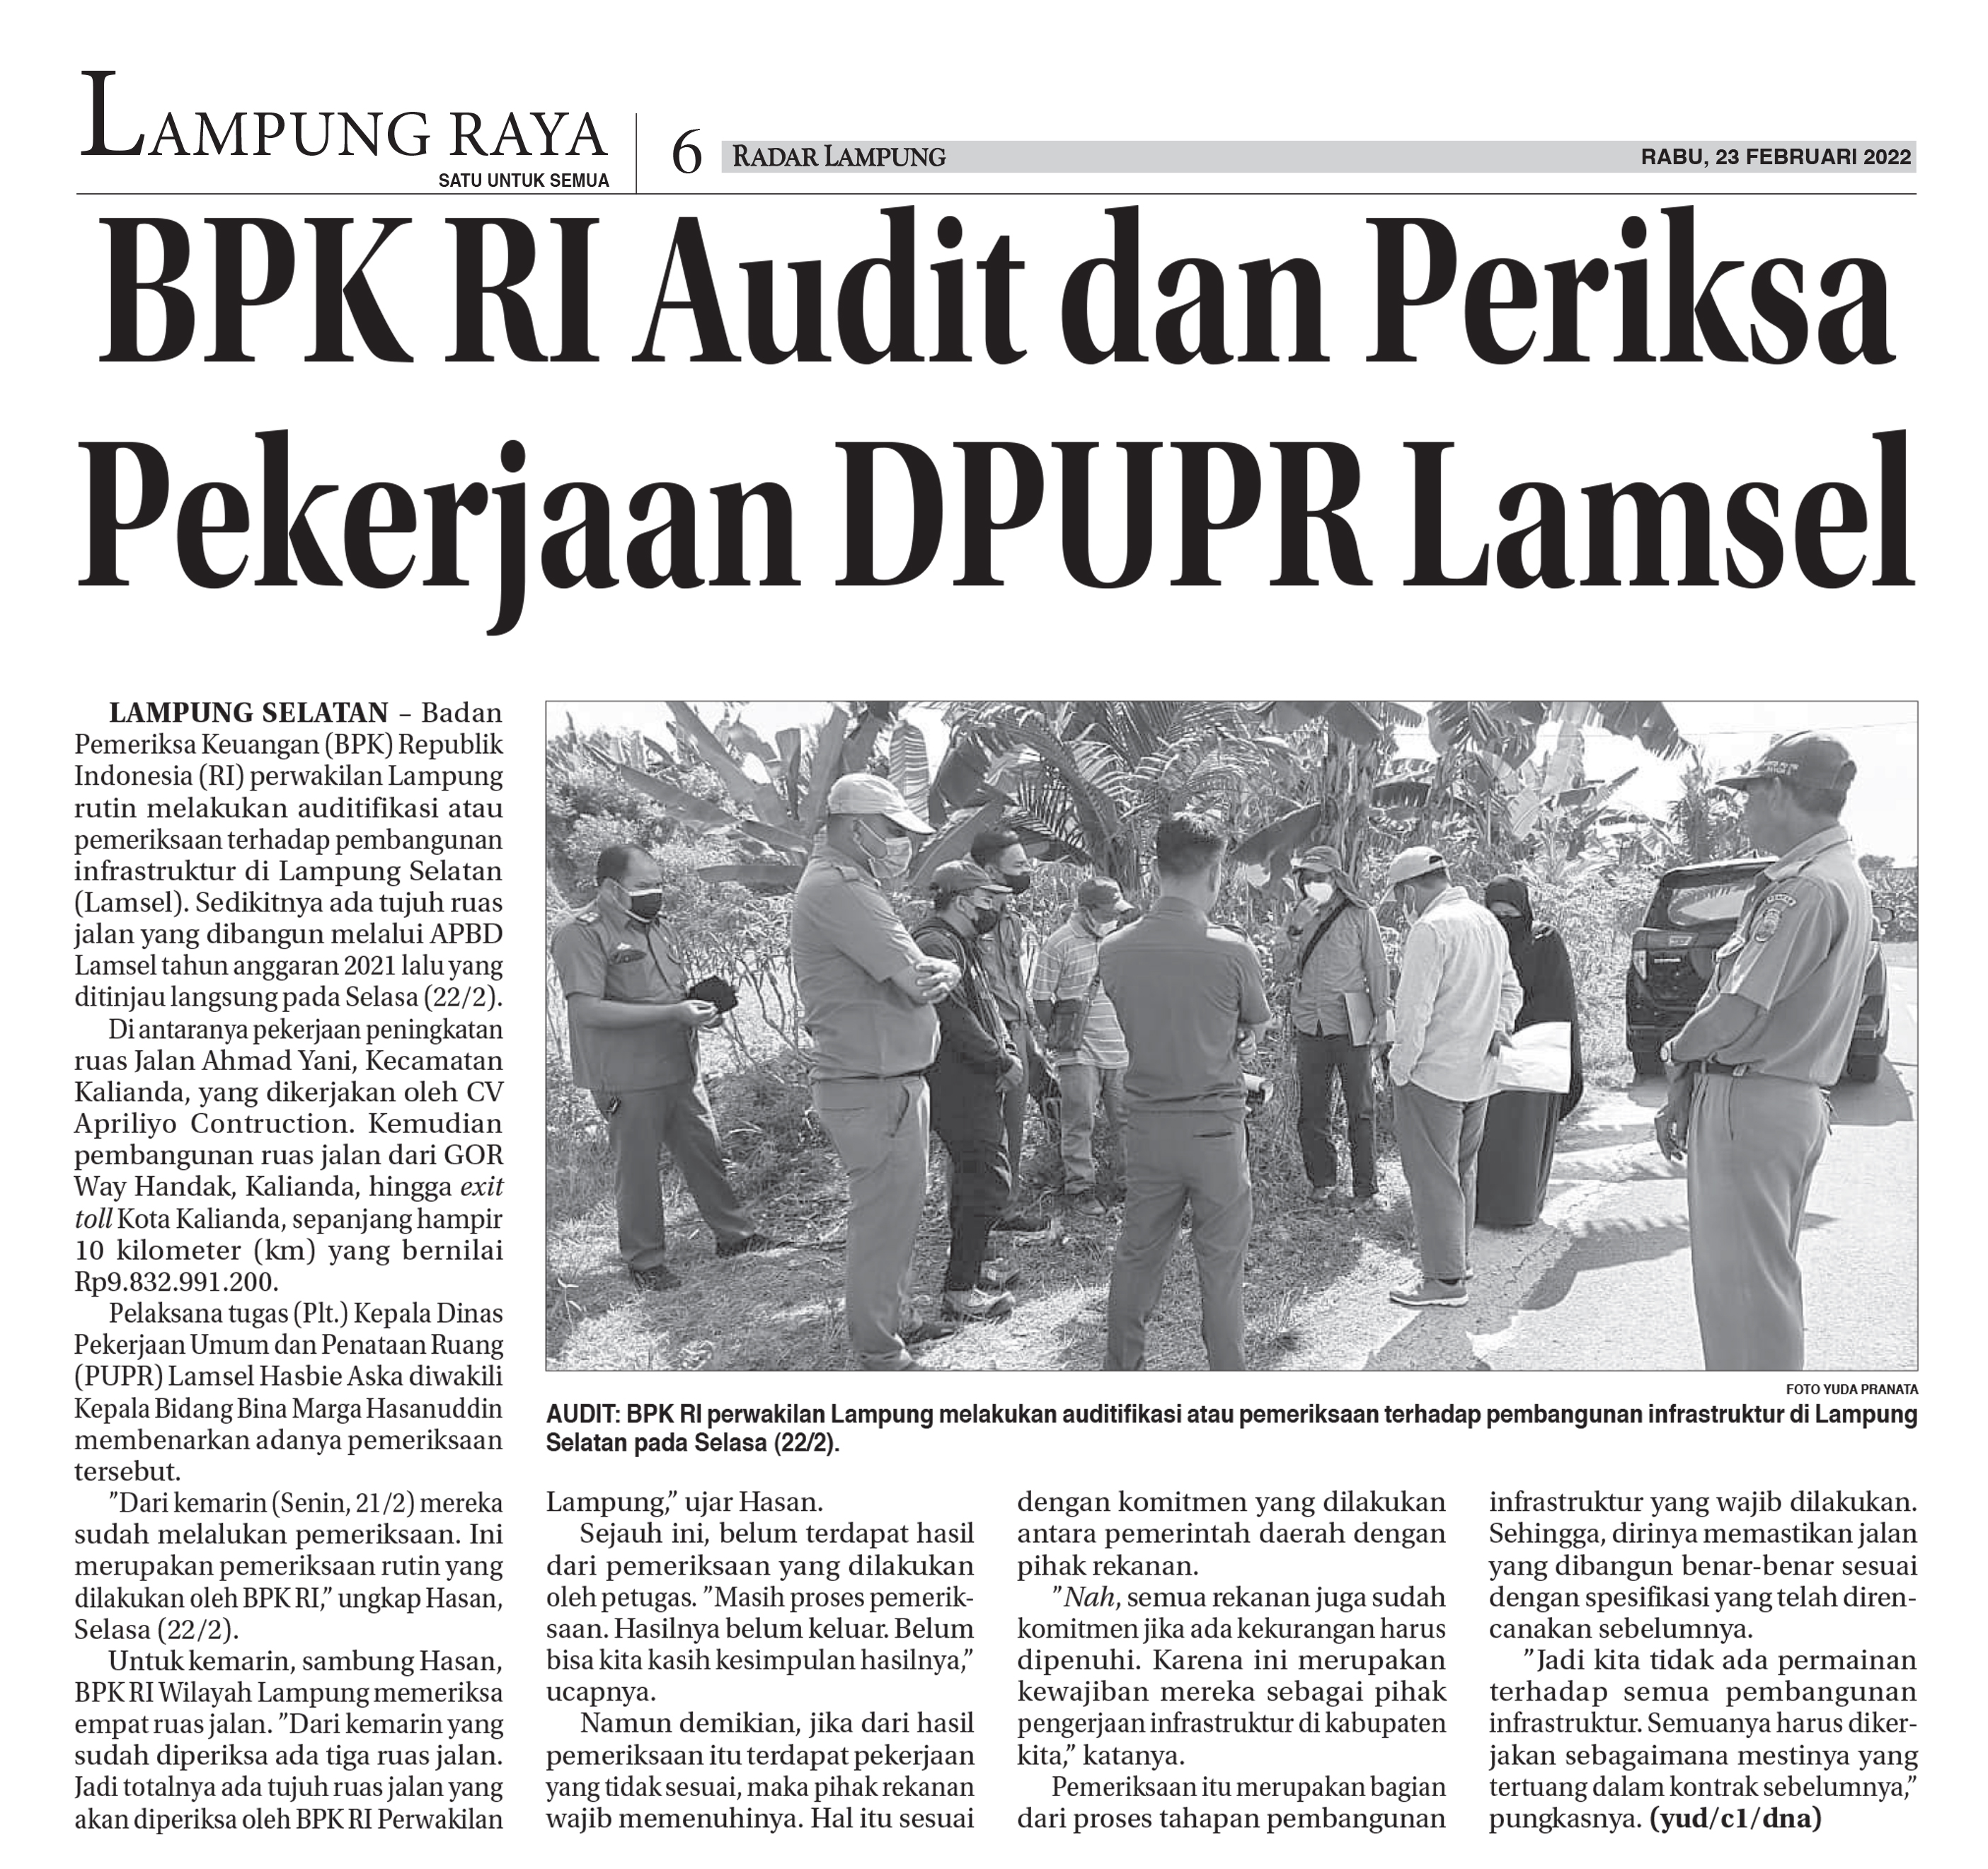 LAMPUNG RAYA
SATU UNTUK SEMUA
6
RADAR LAMPUNG
RABU, 23 FEBRUARI 2022
BPK RI Audit dan Periksa
Pekerjaan DPUPR Lamsel
LAMPUNG SELATAN – Badan
Pemeriksa Keuangan (BPK) Republik
Indonesia (RI) perwakilan Lampung
rutin melakukan auditifikasi atau
pemeriksaan terhadap pembangunan
infrastruktur di Lampung Selatan
(Lamsel). Sedikitnya ada tujuh ruas
jalan yang dibangun melalui APBD
Lamsel tahun anggaran 2021 lalu yang
ditinjau langsung pada Selasa (22/2).
Di antaranya pekerjaan peningkatan
ruas Jalan Ahmad Yani, Kecamatan
Kalianda, yang dikerjakan oleh CV
Apriliyo Contruction. Kemudian
pembangunan ruas jalan dari GOR
Way Handak, Kalianda, hingga exit
toll Kota Kalianda, sepanjang hampir
10 kilometer (km) yang bernilai
Rp9.832.991.200.
Pelaksana tugas (Plt.) Kepala Dinas
Pekerjaan Umum dan Penataan Ruang
(PUPR) Lamsel Hasbie Aska diwakili
Kepala Bidang Bina Marga Hasanuddin
membenarkan adanya pemeriksaan
tersebut.
”Dari kemarin (Senin, 21/2) mereka
sudah melalukan pemeriksaan. Ini
merupakan pemeriksaan rutin yang
dilakukan oleh BPK RI,” ungkap Hasan,
Selasa (22/2).
Untuk kemarin, sambung Hasan,
BPK RI Wilayah Lampung memeriksa
empat ruas jalan. ”Dari kemarin yang
sudah diperiksa ada tiga ruas jalan.
Jadi totalnya ada tujuh ruas jalan yang
akan diperiksa oleh BPK RI Perwakilan
FOTO YUDA PRANATA
AUDIT: BPK RI perwakilan Lampung melakukan auditifikasi atau pemeriksaan terhadap pembangunan infrastruktur di Lampung
Selatan pada Selasa (22/2).
Lampung,” ujar Hasan.
Sejauh ini, belum terdapat hasil
dari pemeriksaan yang dilakukan
oleh petugas. ”Masih proses pemerik-
saan. Hasilnya belum keluar. Belum
bisa kita kasih kesimpulan hasilnya,”
ucapnya.
Namun demikian, jika dari hasil
pemeriksaan itu terdapat pekerjaan
yang tidak sesuai, maka pihak rekanan
wajib memenuhinya. Hal itu sesuai
dengan komitmen yang dilakukan
antara pemerintah daerah dengan
pihak rekanan.
”Nah, semua rekanan juga sudah
komitmen jika ada kekurangan harus
dipenuhi. Karena ini merupakan
kewajiban mereka sebagai pihak
pengerjaan infrastruktur di kabupaten
kita,” katanya.
Pemeriksaan itu merupakan bagian
dari proses tahapan pembangunan
infrastruktur yang wajib dilakukan.
Sehingga, dirinya memastikan jalan
yang dibangun benar-benar sesuai
dengan spesifikasi yang telah diren-
canakan sebelumnya.
”Jadi kita tidak ada permainan
terhadap semua pembangunan
infrastruktur. Semuanya harus diker-
jakan sebagaimana mestinya yang
tertuang dalam kontrak sebelumnya,”
pungkasnya. (yud/c1/dna)